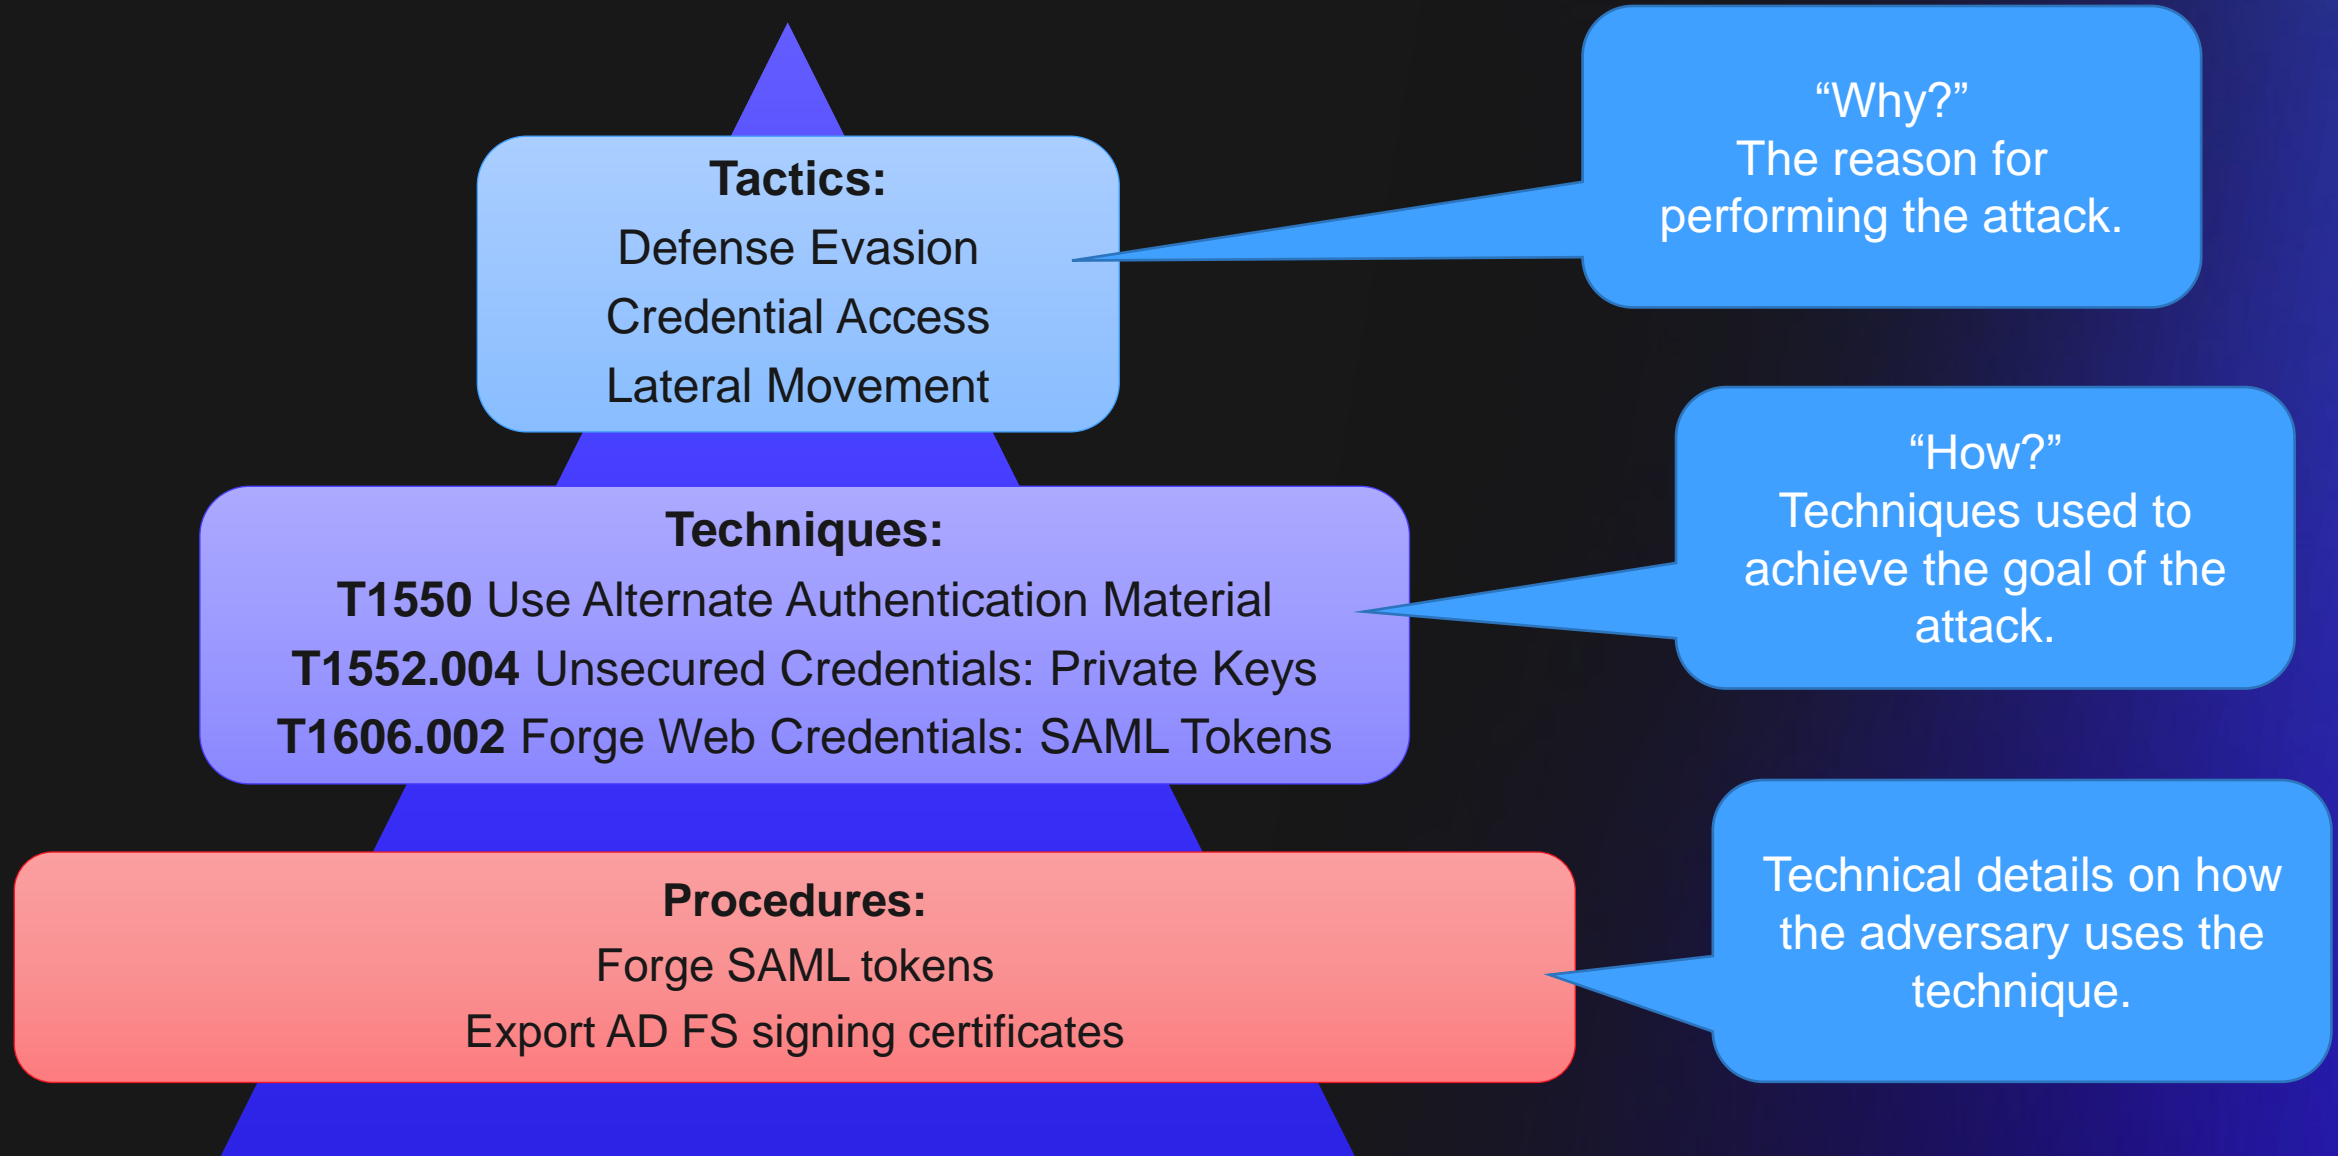 Tactics:
Defense Evasion
Credential Access
Lateral Movement
“Why?”
The reason for
performing the attack.
Techniques:
T1550 Use Alternate Authentication Material
T1552.004 Unsecured Credentials: Private Keys
T1606.002 Forge Web Credentials: SAML Tokens
“How?”
Techniques used to
achieve the goal of the
attack.
Procedures:
Forge SAML tokens
Export AD FS signing certificates
Technical details on how
the adversary uses the
technique.